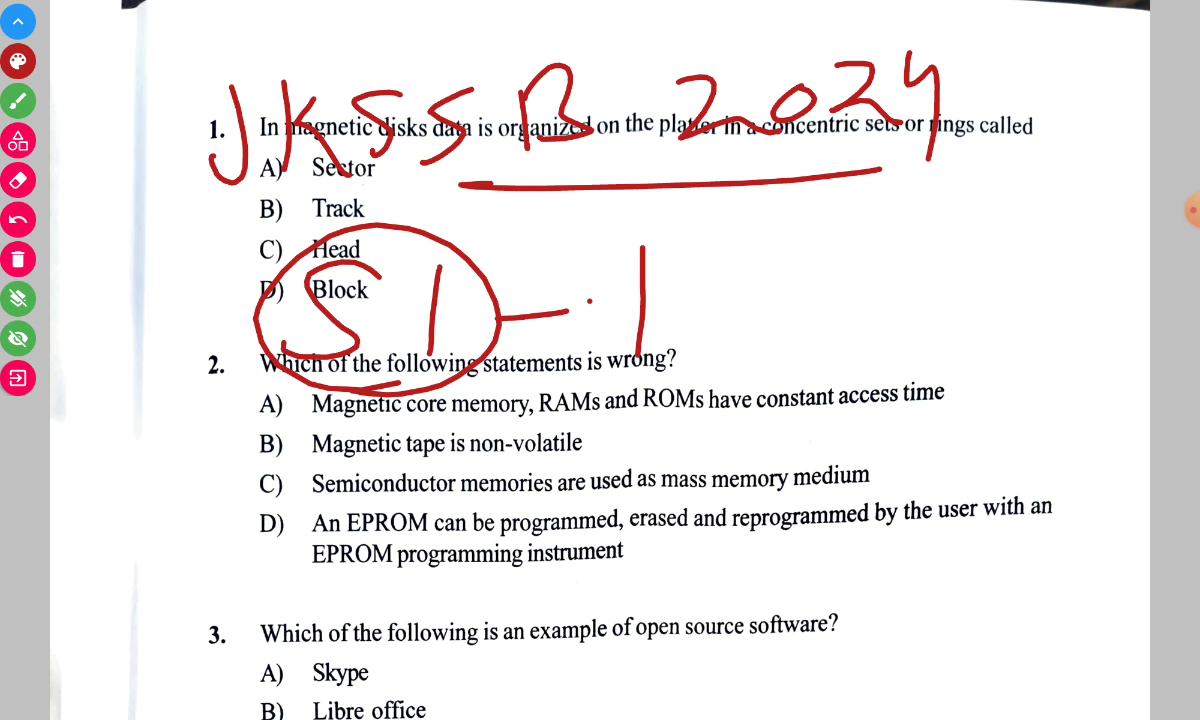 JKSSB 2024
1. In magnetic disks data is organized on the platter in a concentric sets or rings called
A) Sector
B) Track
C) Head
D) Block
S1 - 1
2. Which of the following statements is wrong?
A) Magnetic core memory, RAMs and ROMs have constant access time
B) Magnetic tape is non-volatile
C) Semiconductor memories are used as mass memory medium
D) An EPROM can be programmed, erased and reprogrammed by the user with an
EPROM programming instrument
3. Which of the following is an example of open source software?
A) Skype
B) Libre office